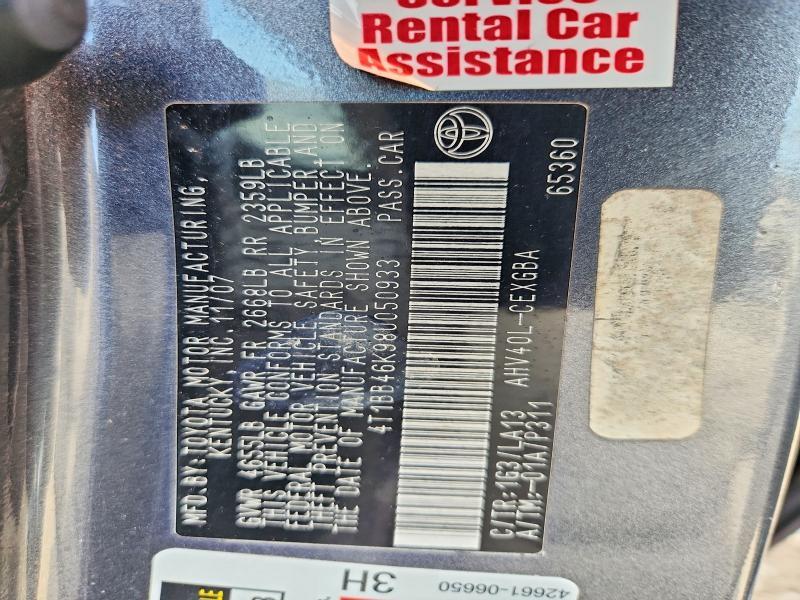 Service
Rental Car
Assistance
MFD.BY:TOYOTA MOTOR MANUFACTURING,
KENTUCKY, INC. 11/07
GVWR 4655LB GAWR FR 2668LB RR 2359LB
THIS VEHICLE CONFORMS TO ALL APPLICABLE
FEDERAL MOTOR VEHICLE SAFETY BUMPER,AND
THEFT PREVENTION STANDARDS IN EFFECT ON
THE DATE OF MANUFACTURE SHOWN ABOVE.
4T1BB46K98U050933 PASS.CAR
C/TR:1G3/LA13 AHV40L-CEXGBA
A/TM:-01A/P311
65360
3H
42661-06650